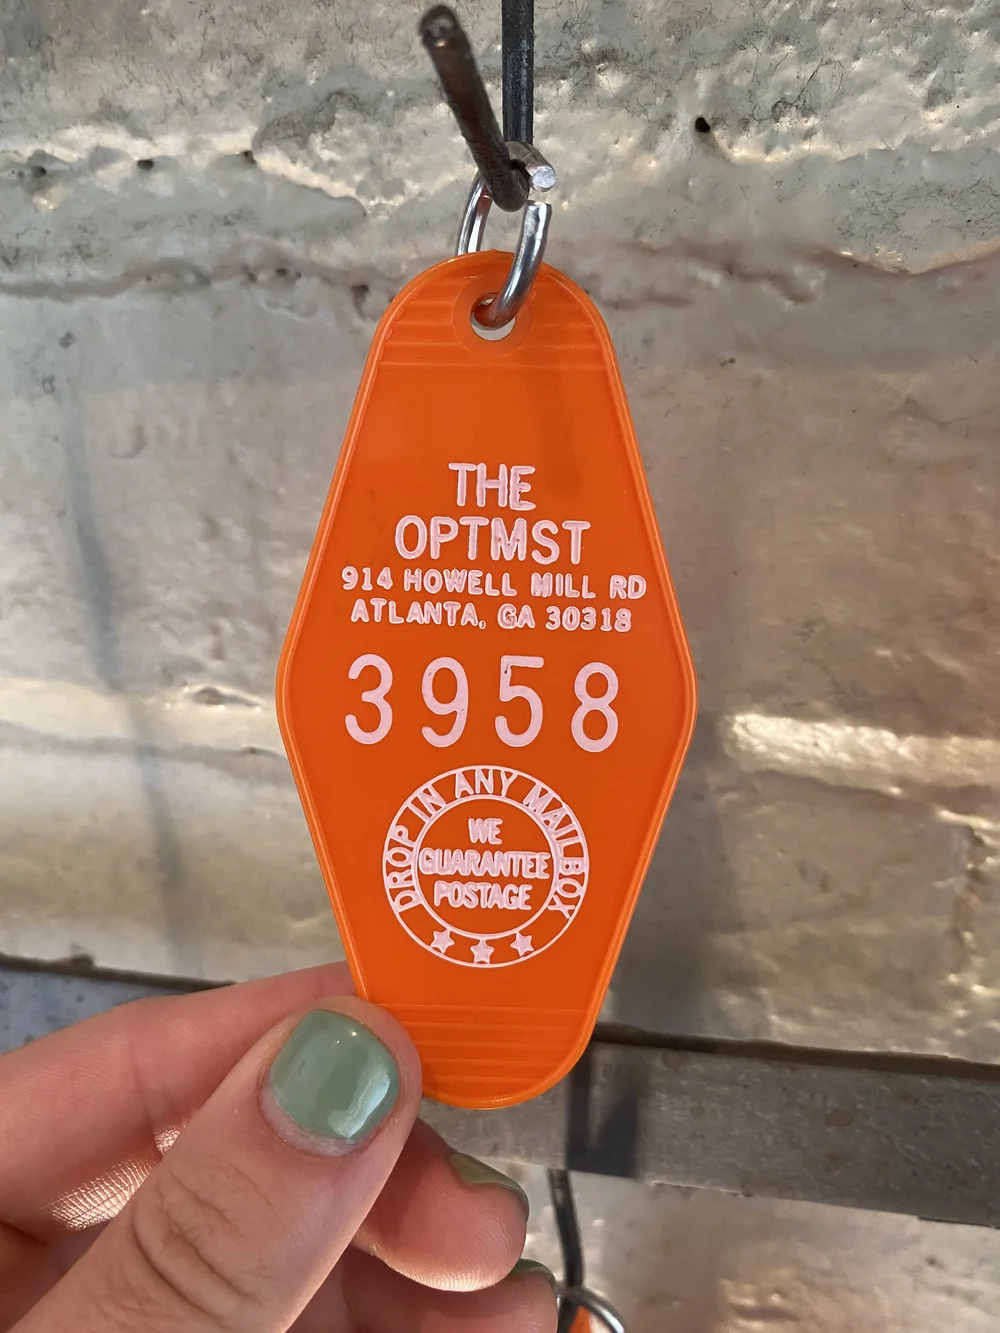 THE
OPTMST
914 HOWELL MILL RD
ATLANTA, GA 30318
3958
DROP IN ANY MAILBOX
WE
GUARANTEE
POSTAGE